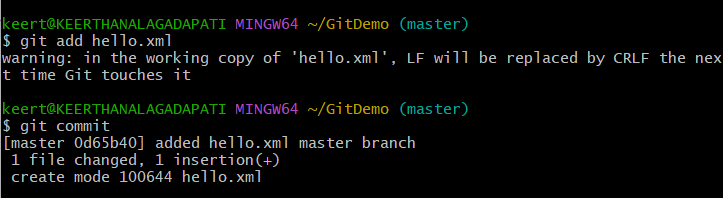 keert@KEERTHANALAGADAPATI MINGW64 ~/GitDemo (master)
$ git add hello.xml
warning: in the working copy of 'hello.xml', LF will be replaced by CRLF the nex
t time Git touches it
keert@KEERTHANALAGADAPATI MINGW64 ~/GitDemo (master)
$ git commit
[master 0d65b40] added hello.xml master branch
 1 file changed, 1 insertion(+)
 create mode 100644 hello.xml